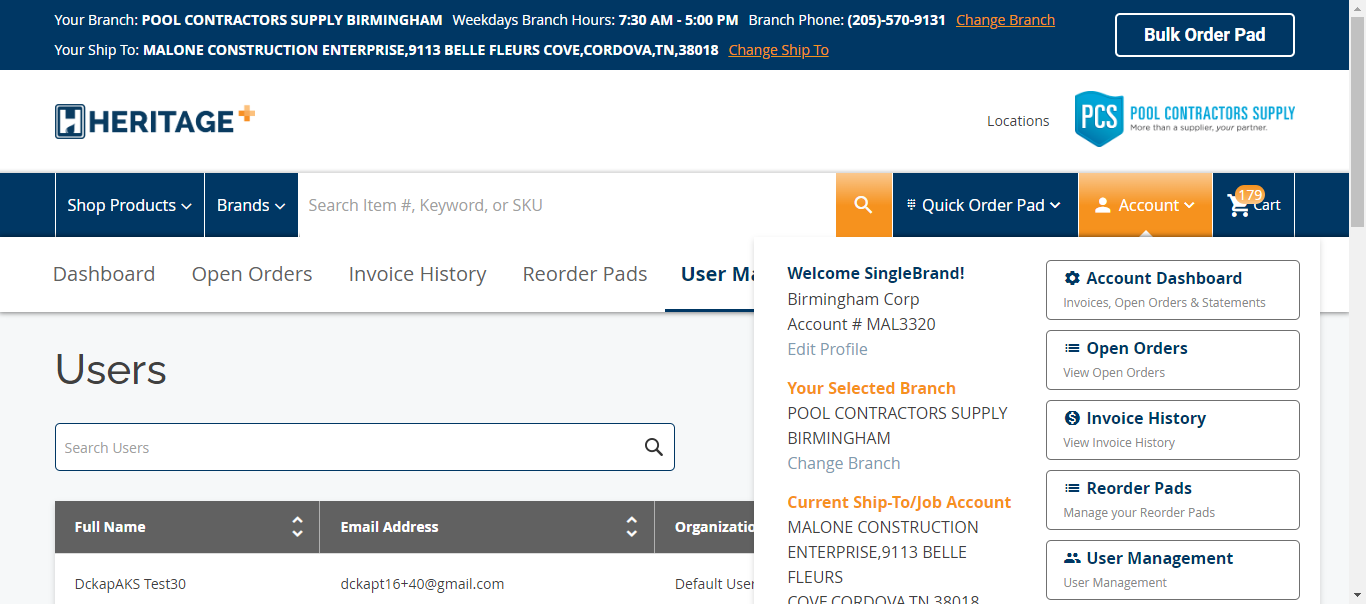 Your Branch: POOL CONTRACTORS SUPPLY BIRMINGHAM Weekdays Branch Hours: 7:30 AM - 5:00 PM Branch Phone: (205)-570-9131 Change Branch
Your Ship To: MALONE CONSTRUCTION ENTERPRISE,9113 BELLE FLEURS COVE,CORDOVA,TN,38018 Change Ship To
Bulk Order Pad
HERITAGE
Locations
PCS POOL CONTRACTORS SUPPLY
More than a supplier, your partner.
Shop Products
Brands
Search Item #, Keyword, or SKU
Quick Order Pad
Account
179
Cart
Dashboard
Open Orders
Invoice History
Reorder Pads
User Ma
Users
Search Users
Full Name
Email Address
Organizatio
DckapAKS Test30
dckapt16+40@gmail.com
Default User
Welcome SingleBrand!
Birmingham Corp
Account # MAL3320
Edit Profile
Your Selected Branch
POOL CONTRACTORS SUPPLY
BIRMINGHAM
Change Branch
Current Ship-To/Job Account
MALONE CONSTRUCTION
ENTERPRISE,9113 BELLE
FLEURS
COVE,CORDOVA,TN,38018
Account Dashboard
Invoices, Open Orders & Statements
Open Orders
View Open Orders
Invoice History
View Invoice History
Reorder Pads
Manage your Reorder Pads
User Management
User Management